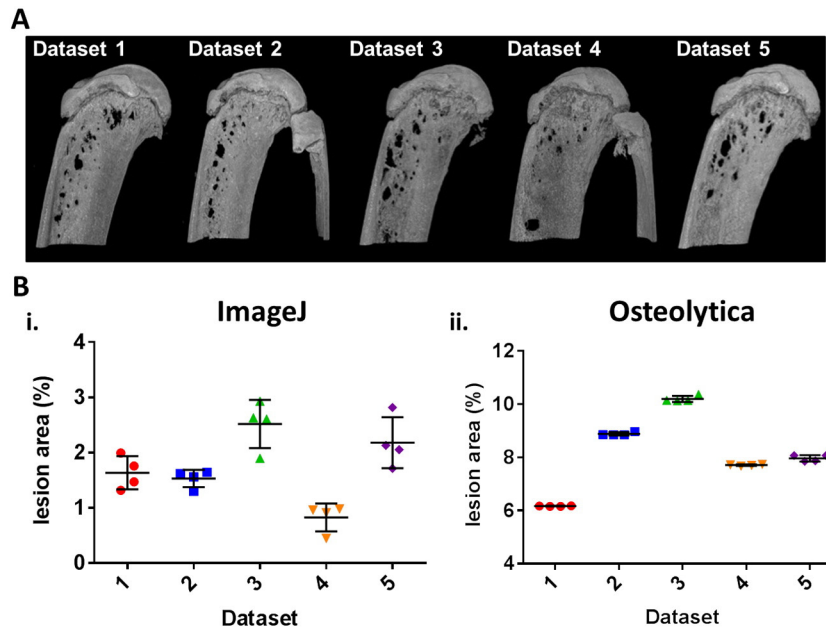 A
Dataset 1 Dataset 2 Dataset 3 Dataset 4 Dataset 5
B
i.
ImageJ
lesion area (%)
4
3
2
1
0
1 2 3 4 5
Dataset
ii.
Osteolytica
lesion area (%)
12
10
8
6
4
1 2 3 4 5
Dataset